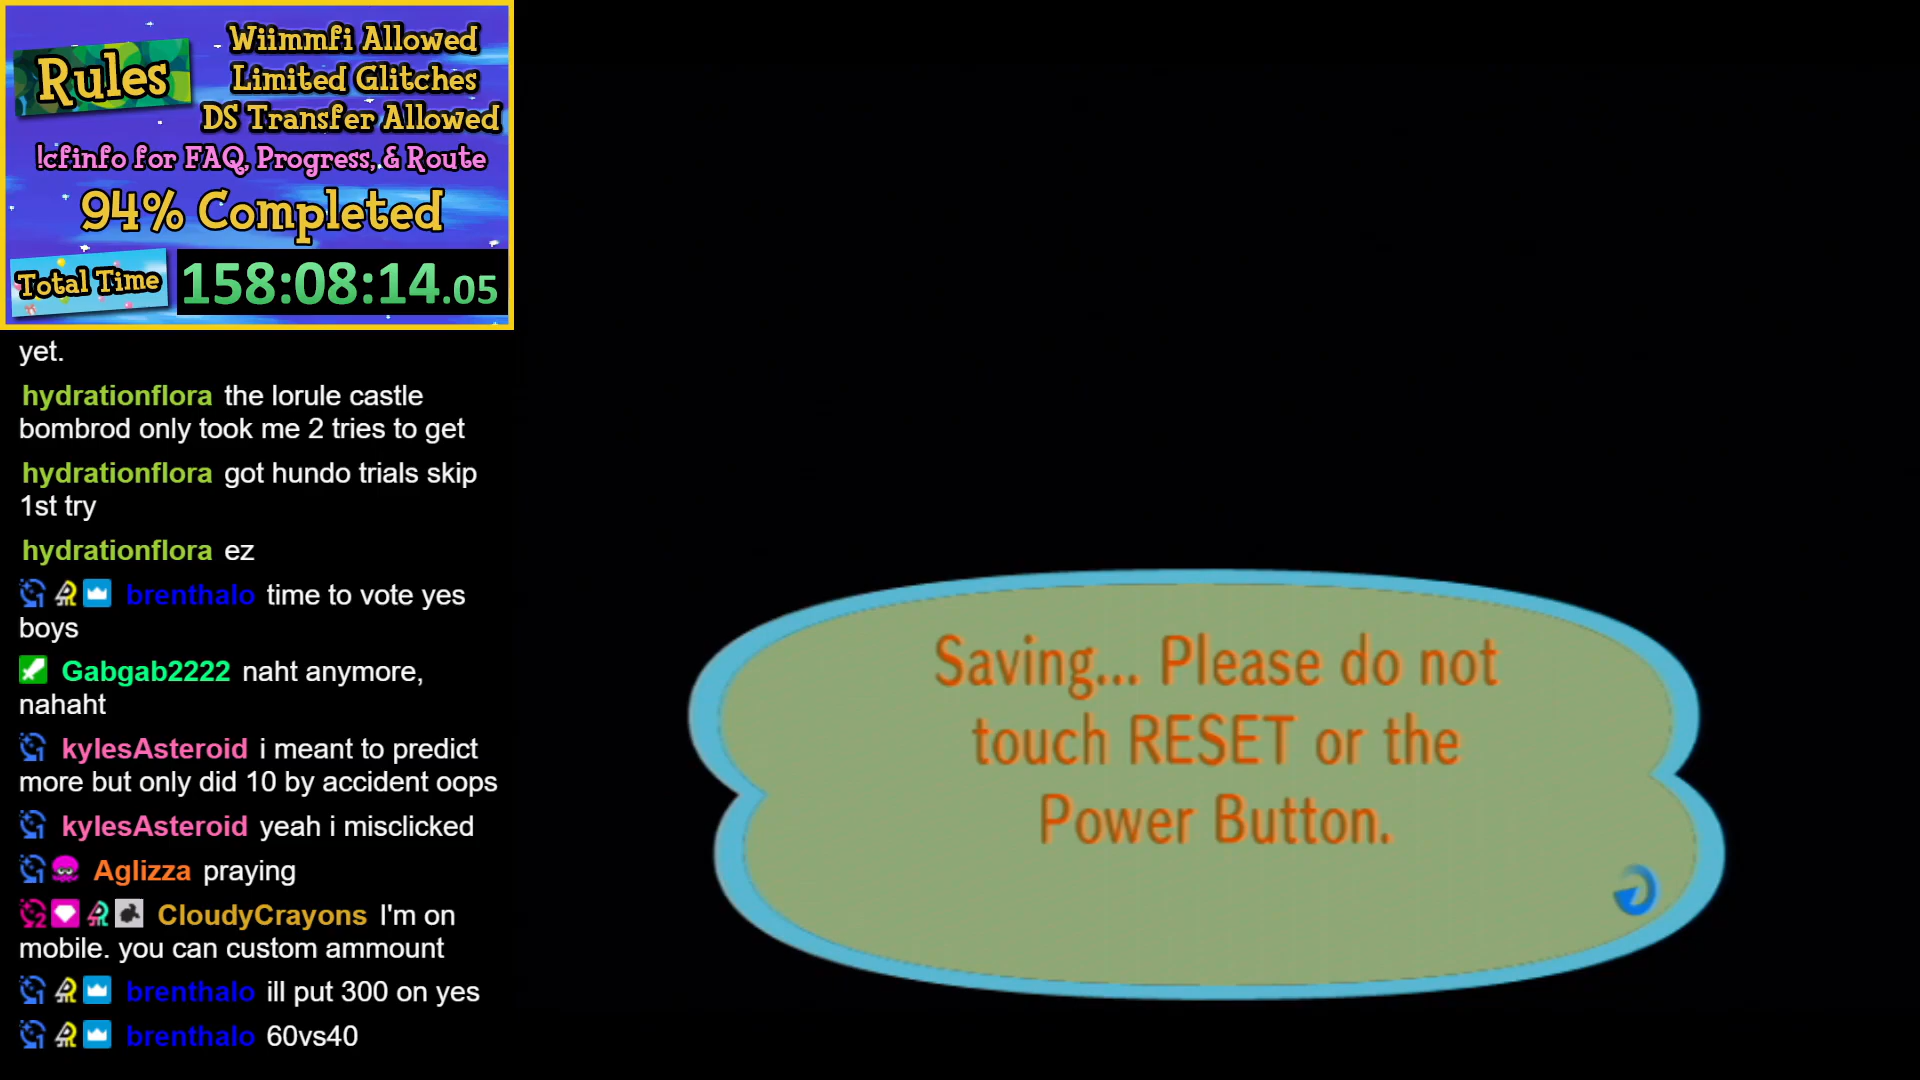 Rules
Wiimmfi Allowed
Limited Glitches
DS Transfer Allowed
!cfinfo for FAQ, Progress, & Route
94% Completed
Total Time
158:08:14.05
yet.
hydrationflora the lorule castle
bombrod only took me 2 tries to get
hydrationflora got hundo trials skip
1st try
hydrationflora ez
brenthalo time to vote yes
boys
Gabgab2222 naht anymore,
nahaht
kylesAsteroid i meant to predict
more but only did 10 by accident oops
kylesAsteroid yeah i misclicked
Aglizza praying
CloudyCrayons I'm on
mobile. you can custom ammount
brenthalo ill put 300 on yes
brenthalo 60vs40
Saving... Please do not
touch RESET or the
Power Button.